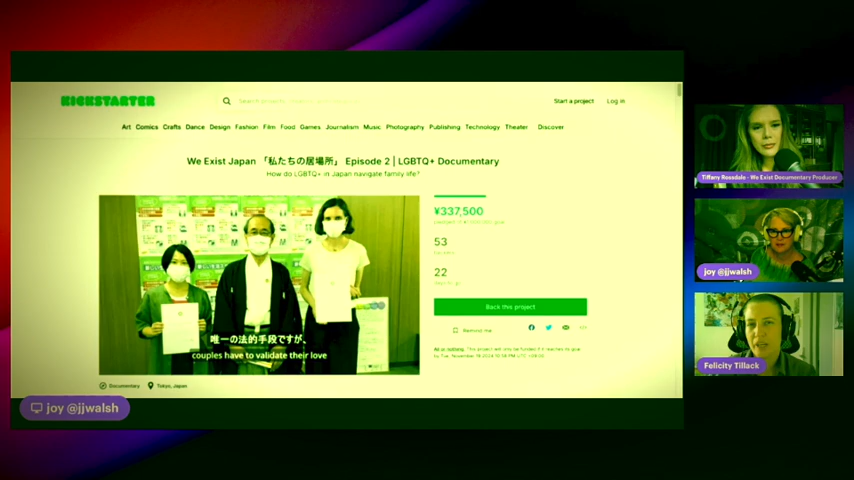 KICKSTARTER
Start a project Log in
Art Comics Crafts Dance Design Fashion Film Food Games Journalism Music Photography Publishing Technology Theater Discover
We Exist Japan 「私たちの居場所」 Episode 2 | LGBTQ+ Documentary
How do LGBTQ+ in Japan navigate family life?
¥337,500
53
22
Back this project
Remind me
唯一の法的手段ですが、
couples have to validate their love
Documentary Tokyo, Japan
joy @jjwalsh
Tiffany Rossdale - We Exist Documentary Producer
joy @jjwalsh
Felicity Tillack